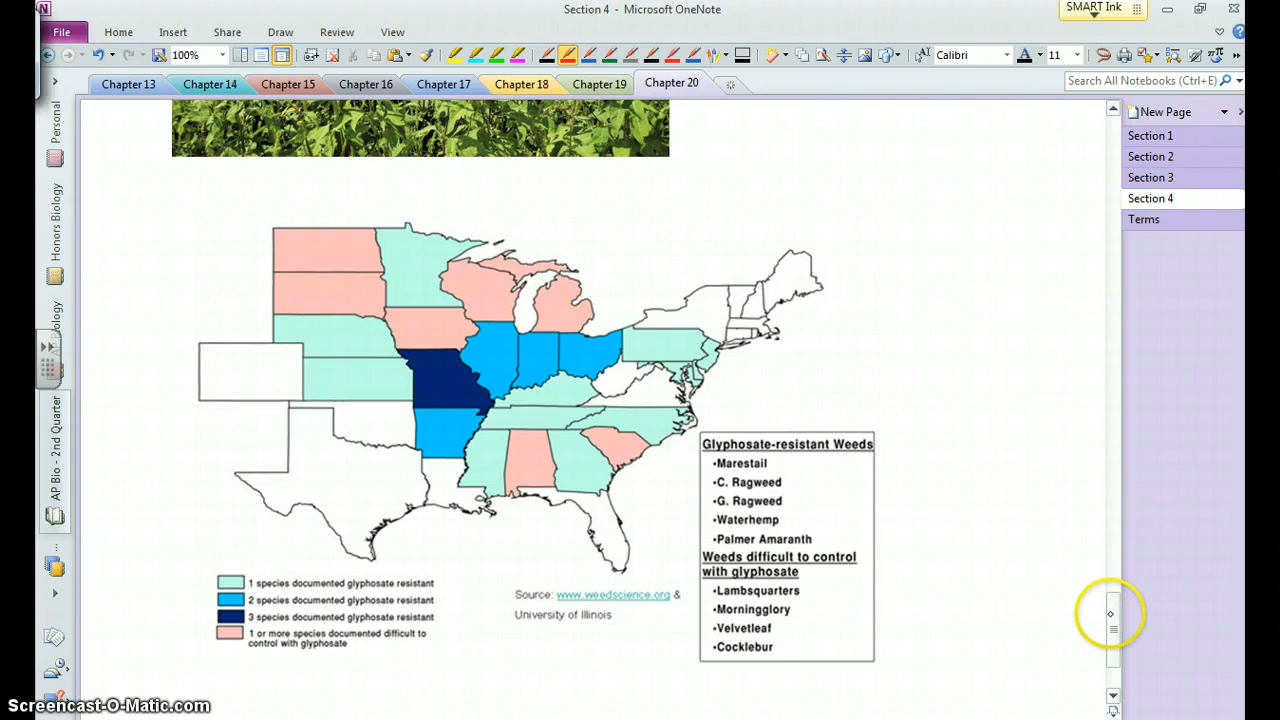 Section 4 - Microsoft OneNote
SMART Ink
File Home Insert Share Draw Review View
100%
Calibri
11
Chapter 13 Chapter 14 Chapter 15 Chapter 16 Chapter 17 Chapter 18 Chapter 19 Chapter 20
Search All Notebooks (Ctrl+E)
New Page
Section 1
Section 2
Section 3
Section 4
Terms
Personal
Honors Biology
AP Bio - 2nd Quarter
Glyphosate-resistant Weeds
•Marestail
•C. Ragweed
•G. Ragweed
•Waterhemp
•Palmer Amaranth
Weeds difficult to control
with glyphosate
•Lambsquarters
•Morningglory
•Velvetleaf
•Cocklebur
1 species documented glyphosate resistant
2 species documented glyphosate resistant
3 species documented glyphosate resistant
1 or more species documented difficult to
control with glyphosate
Source: www.weedscience.org &
University of Illinois
Screencast-O-Matic.com